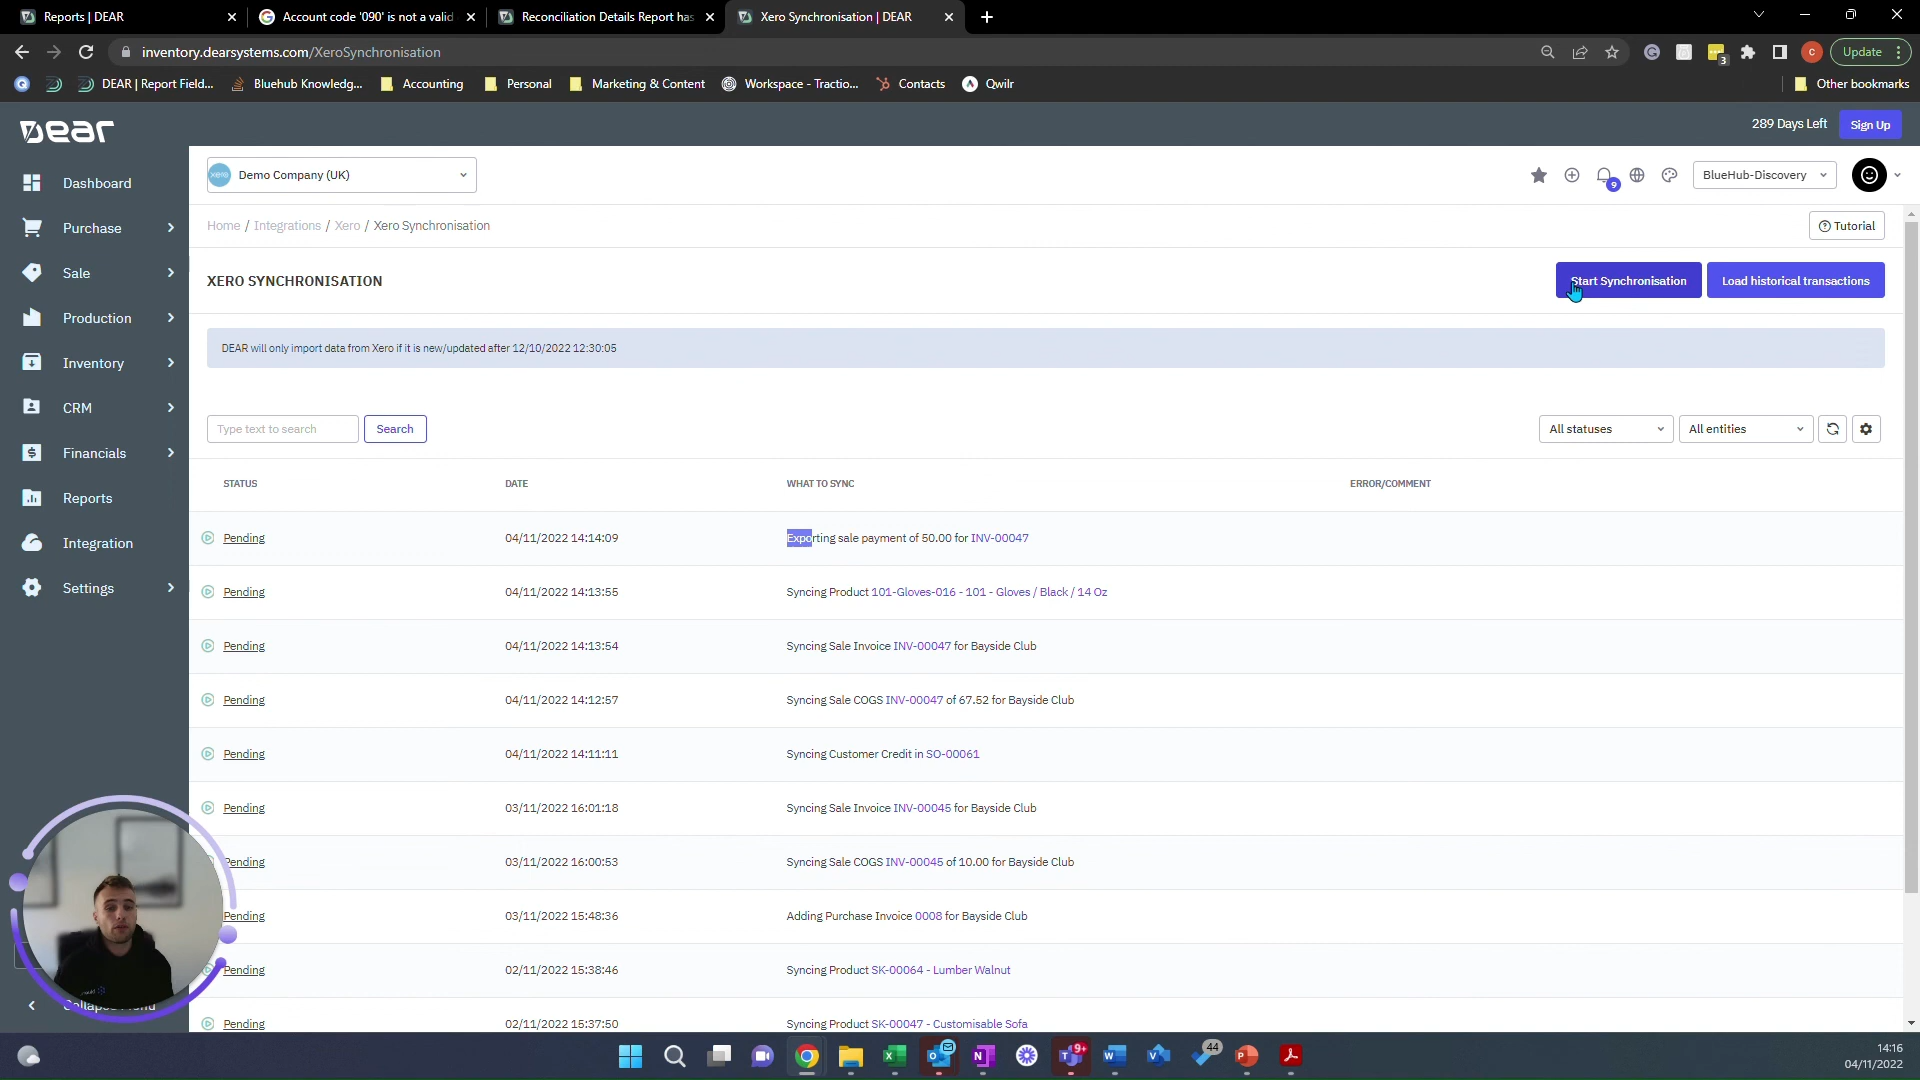 Reports | DEAR
Account code '090' is not a valid
Reconciliation Details Report has
Xero Synchronisation | DEAR
inventory.dearsystems.com/XeroSynchronisation
3
C
Update
DEAR | Report Field...
Bluehub Knowledg...
Accounting
Personal
Marketing & Content
Workspace - Tractio...
Contacts
Qwilr
Other bookmarks
Dear
289 Days Left
Sign Up
Dashboard
Purchase
Sale
Production
Inventory
CRM
Financials
Reports
Integration
Settings
xero
Demo Company (UK)
9
BlueHub-Discovery
Home / Integrations / Xero / Xero Synchronisation
Tutorial
XERO SYNCHRONISATION
Start Synchronisation
Load historical transactions
DEAR will only import data from Xero if it is new/updated after 12/10/2022 12:30:05
Type text to search
Search
All statuses
All entities
STATUS DATE WHAT TO SYNC ERROR/COMMENT
Pending 04/11/2022 14:14:09 Exporting sale payment of 50.00 for INV-00047
Pending 04/11/2022 14:13:55 Syncing Product 101-Gloves-016 - 101 - Gloves / Black / 14 Oz
Pending 04/11/2022 14:13:54 Syncing Sale Invoice INV-00047 for Bayside Club
Pending 04/11/2022 14:12:57 Syncing Sale COGS INV-00047 of 67.52 for Bayside Club
Pending 04/11/2022 14:11:11 Syncing Customer Credit in SO-00061
Pending 03/11/2022 16:01:18 Syncing Sale Invoice INV-00045 for Bayside Club
Pending 03/11/2022 16:00:53 Syncing Sale COGS INV-00045 of 10.00 for Bayside Club
Pending 03/11/2022 15:48:36 Adding Purchase Invoice 0008 for Bayside Club
Pending 02/11/2022 15:38:46 Syncing Product SK-00064 - Lumber Walnut
Pending 02/11/2022 15:37:50 Syncing Product SK-00047 - Customisable Sofa
9+
44
14:16
04/11/2022